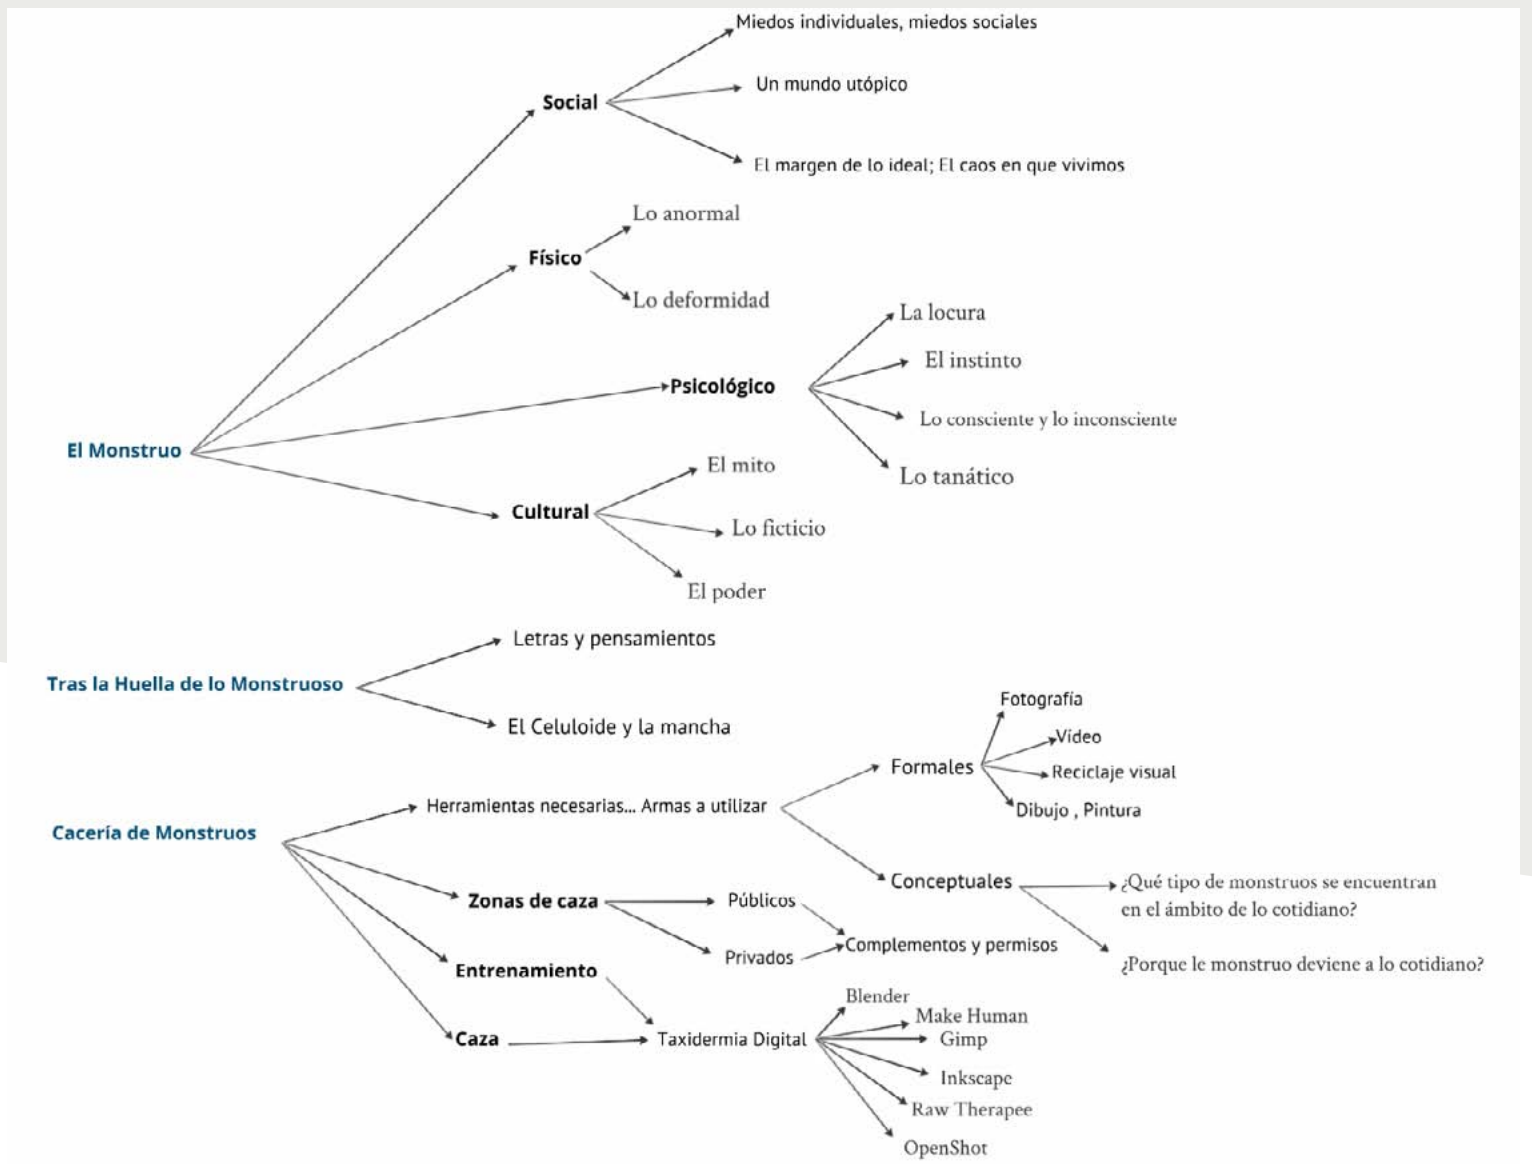 Miedos individuales, miedos sociales
Un mundo utópico
Social
El margen de lo ideal; El caos en que vivimos
Lo anormal
Físico
Lo deformidad
La locura
El instinto
Psicológico
Lo consciente y lo inconsciente
Lo tanático
El Monstruo
El mito
Cultural
Lo ficticio
El poder
Letras y pensamientos
Tras la Huella de lo Monstruoso
El Celuloide y la mancha
Fotografía
Vídeo
Formales
Reciclaje visual
Dibujo , Pintura
Herramientas necesarias... Armas a utilizar
Cacería de Monstruos
Conceptuales
¿Qué tipo de monstruos se encuentran
en el ámbito de lo cotidiano?
¿Porque le monstruo deviene a lo cotidiano?
Zonas de caza
Públicos
Privados
Complementos y permisos
Entrenamiento
Caza
Taxidermia Digital
Blender
Make Human
Gimp
Inkscape
Raw Therapee
OpenShot